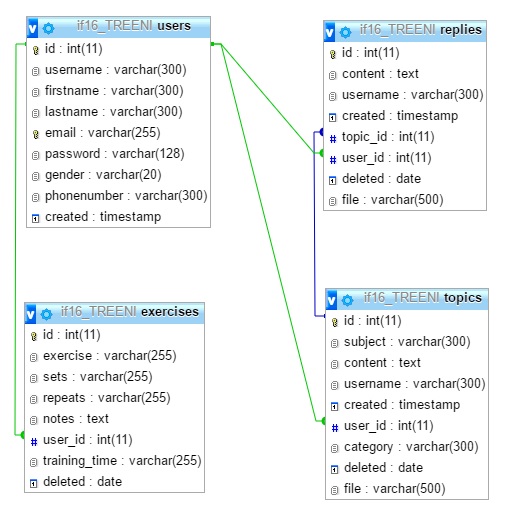 if16_TREENI users
id : int(11)
username : varchar(300)
firstname : varchar(300)
lastname : varchar(300)
email : varchar(255)
password : varchar(128)
gender : varchar(20)
phonenumber : varchar(300)
created : timestamp
if16_TREENI replies
id : int(11)
content : text
username : varchar(300)
created : timestamp
topic_id : int(11)
user_id : int(11)
deleted : date
file : varchar(500)
if16_TREENI exercises
id : int(11)
exercise : varchar(255)
sets : varchar(255)
repeats : varchar(255)
notes : text
user_id : int(11)
training_time : varchar(255)
deleted : date
if16_TREENI topics
id : int(11)
subject : varchar(300)
content : text
username : varchar(300)
created : timestamp
user_id : int(11)
category : varchar(300)
deleted : date
file : varchar(500)